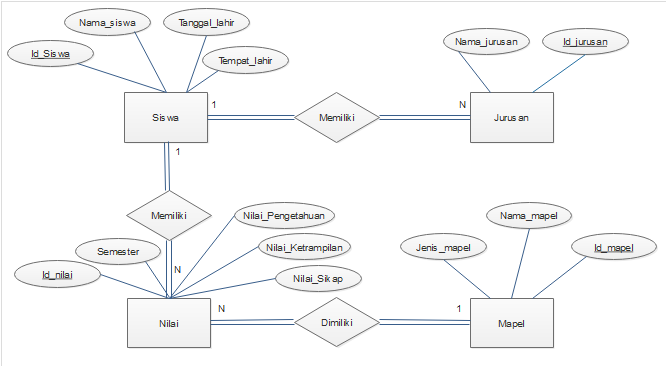 Nama_siswa
Tanggal_lahir
Id_Siswa
Tempat_lahir
Nama_jurusan
Id_jurusan
Siswa
1
Memiliki
N
Jurusan
1
Memiliki
N
Nilai_Pengetahuan
Nilai_Ketrampilan
Nilai_Sikap
Semester
Id_nilai
Nama_mapel
Jenis_mapel
Id_mapel
Nilai
N
Dimiliki
1
Mapel